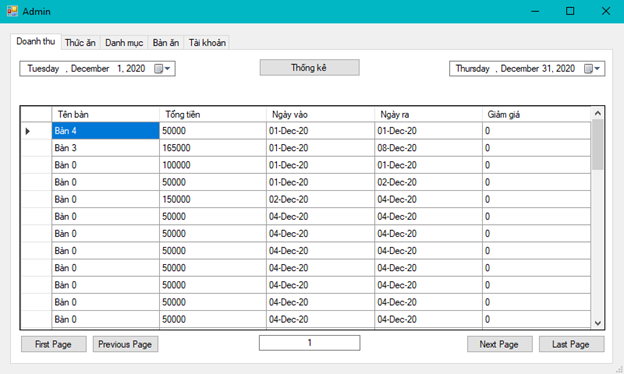 Admin
Doanh thu Thức ăn Danh mục Bàn ăn Tài khoản
Tuesday , December 1, 2020 Thống kê Thursday , December 31, 2020
Tên bàn Tổng tiền Ngày vào Ngày ra Giảm giá
Bàn 4 50000 01-Dec-20 01-Dec-20 0
Bàn 3 165000 01-Dec-20 08-Dec-20 0
Bàn 0 100000 01-Dec-20 01-Dec-20 0
Bàn 0 50000 01-Dec-20 02-Dec-20 0
Bàn 0 150000 02-Dec-20 04-Dec-20 0
Bàn 0 50000 04-Dec-20 04-Dec-20 0
Bàn 0 50000 04-Dec-20 04-Dec-20 0
Bàn 0 50000 04-Dec-20 04-Dec-20 0
Bàn 0 50000 04-Dec-20 04-Dec-20 0
Bàn 0 50000 04-Dec-20 04-Dec-20 0
Bàn 0 50000 04-Dec-20 04-Dec-20 0
Bàn 0 50000 04-Dec-20 04-Dec-20 0
First Page Previous Page 1 Next Page Last Page